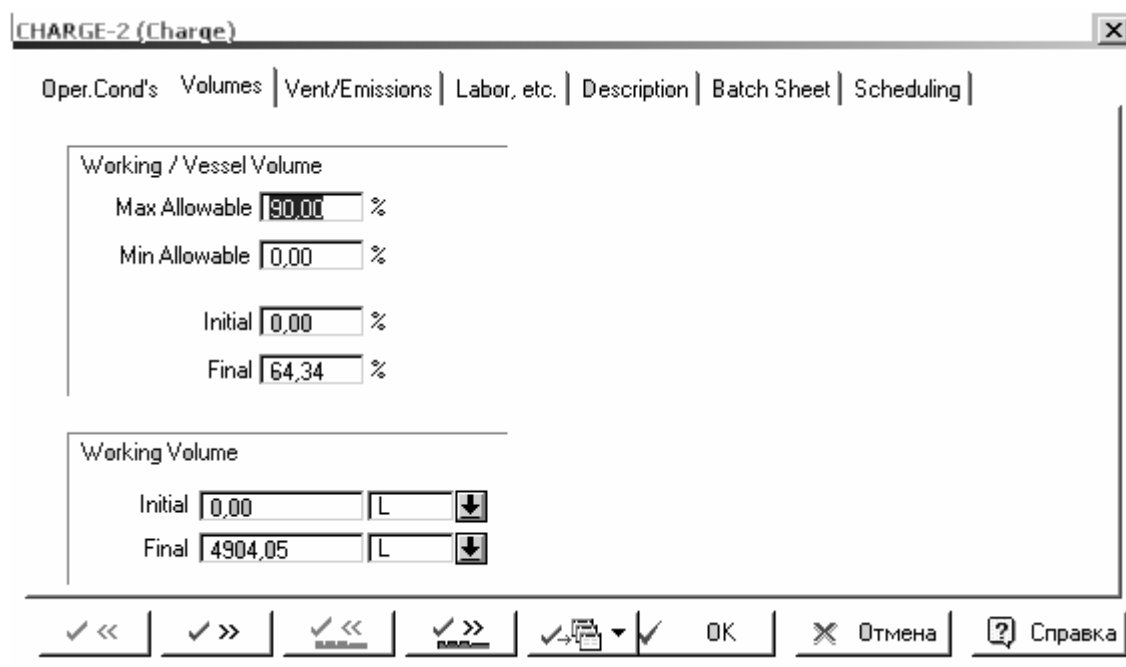 CHARGE-2 (Charge)
Oper.Cond's Volumes Vent/Emissions Labor, etc. Description Batch Sheet Scheduling
Working / Vessel Volume
Max Allowable 90,00 %
Min Allowable 0,00 %
Initial 0,00 %
Final 64,34 %
Working Volume
Initial 0,00 L
Final 4904,05 L
OK Отмена Справка